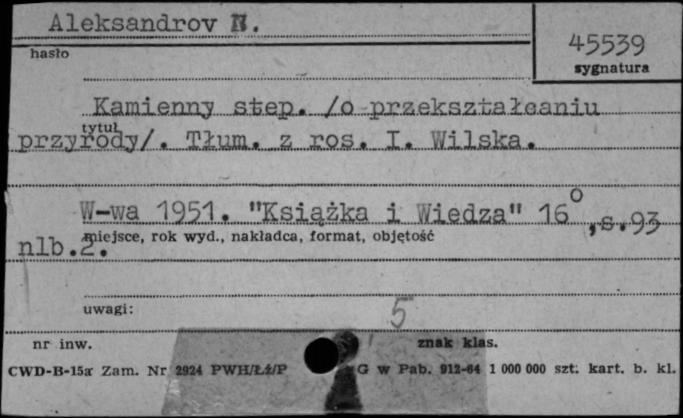 Aleksandrov N.
hasło
45539
sygnatura
Kamienny step. /o przekształcaniu
tytuł
przyrody/. Tłum. z ros. I. Wilska.
W-wa 1951. "Książka i Wiedza" 16° , s. 93
miejsce, rok wyd., nakładca, format, objętość
nlb.2.
uwagi:
5
nr inw.
znak klas.
CWD-B-15a Zam. Nr 2924 PWH/Łź/P G w Pab. 912-64 1 000 000 szt. kart. b. kl.